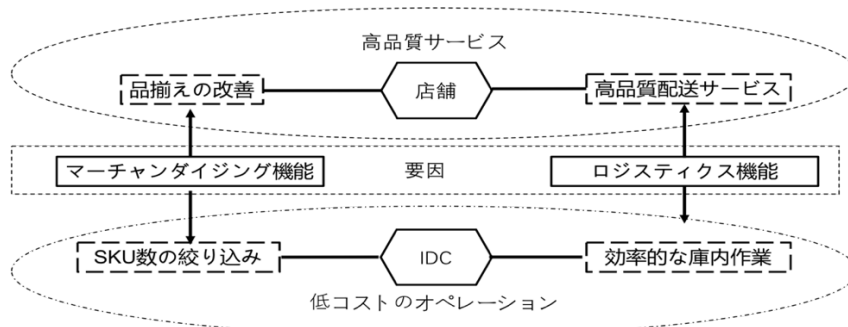 高品質サービス
品揃えの改善
店舗
高品質配送サービス
マーチャンダイジング機能
要因
ロジスティクス機能
SKU数の絞り込み
IDC
効率的な庫内作業
低コストのオペレーション